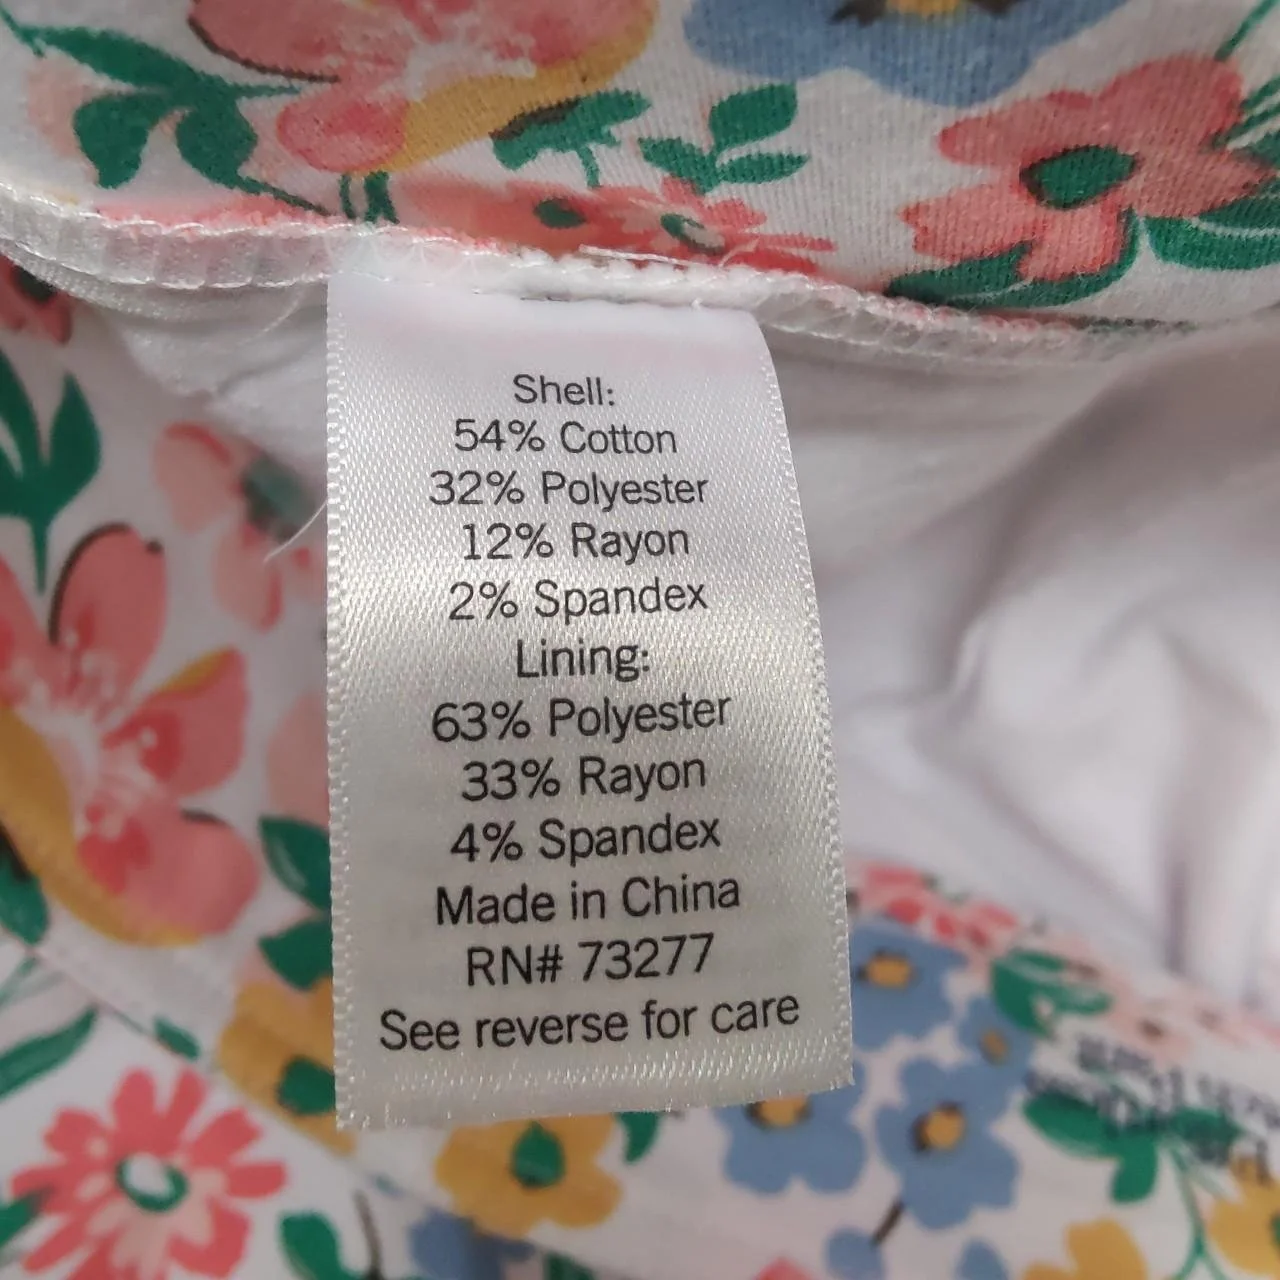 Shell:
54% Cotton
32% Polyester
12% Rayon
2% Spandex
Lining:
63% Polyester
33% Rayon
4% Spandex
Made in China
RN# 73277
See reverse for care